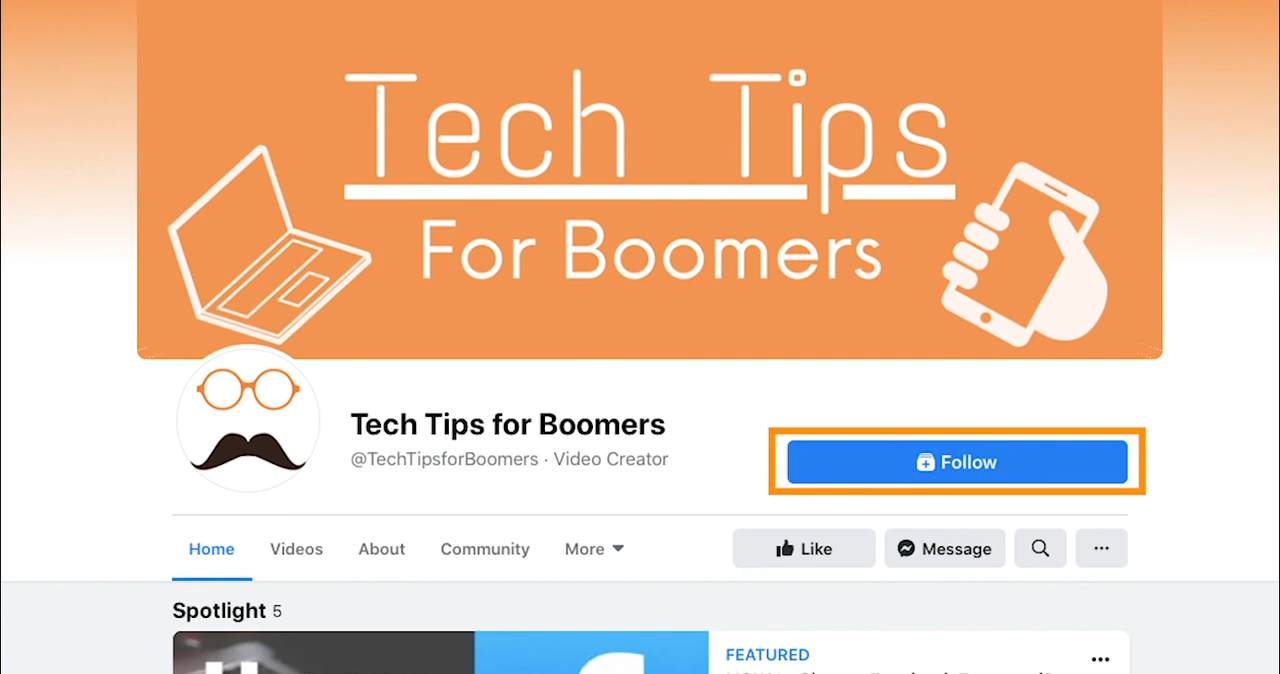 Tech Tips
For Boomers
Tech Tips for Boomers
@TechTipsforBoomers · Video Creator
Follow
Home Videos About Community More
Like Message
Spotlight 5
FEATURED